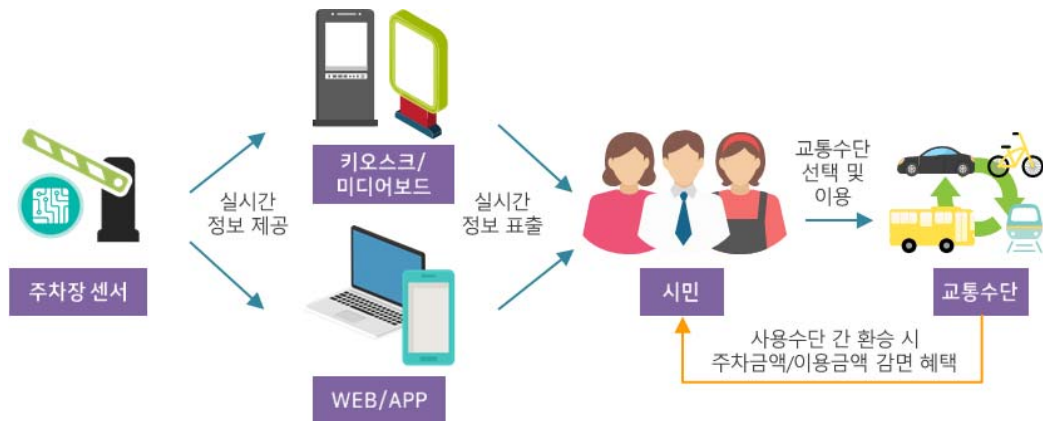 주차장 센서
실시간
정보 제공
키오스크/
미디어보드
WEB/APP
실시간
정보 표출
시민
교통수단
선택 및
이용
교통수단
사용수단 간 환승 시
주차금액/이용금액 감면 혜택